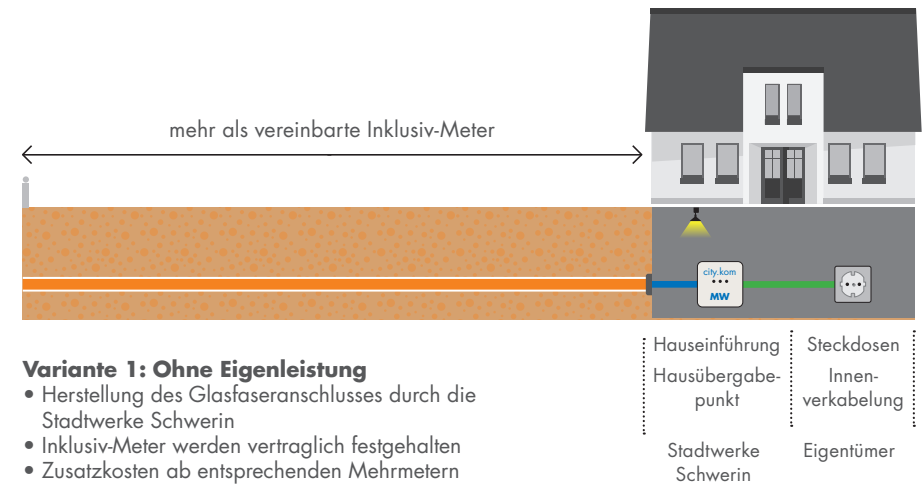 mehr als vereinbarte Inklusiv-Meter
city.kom
MW
Variante 1: Ohne Eigenleistung
• Herstellung des Glasfaseranschlusses durch die
Stadtwerke Schwerin
• Inklusiv-Meter werden vertraglich festgehalten
• Zusatzkosten ab entsprechenden Mehrmetern
Hauseinführung
Hausübergabe-
punkt
Stadtwerke
Schwerin
Steckdosen
Innen-
verkabelung
Eigentümer